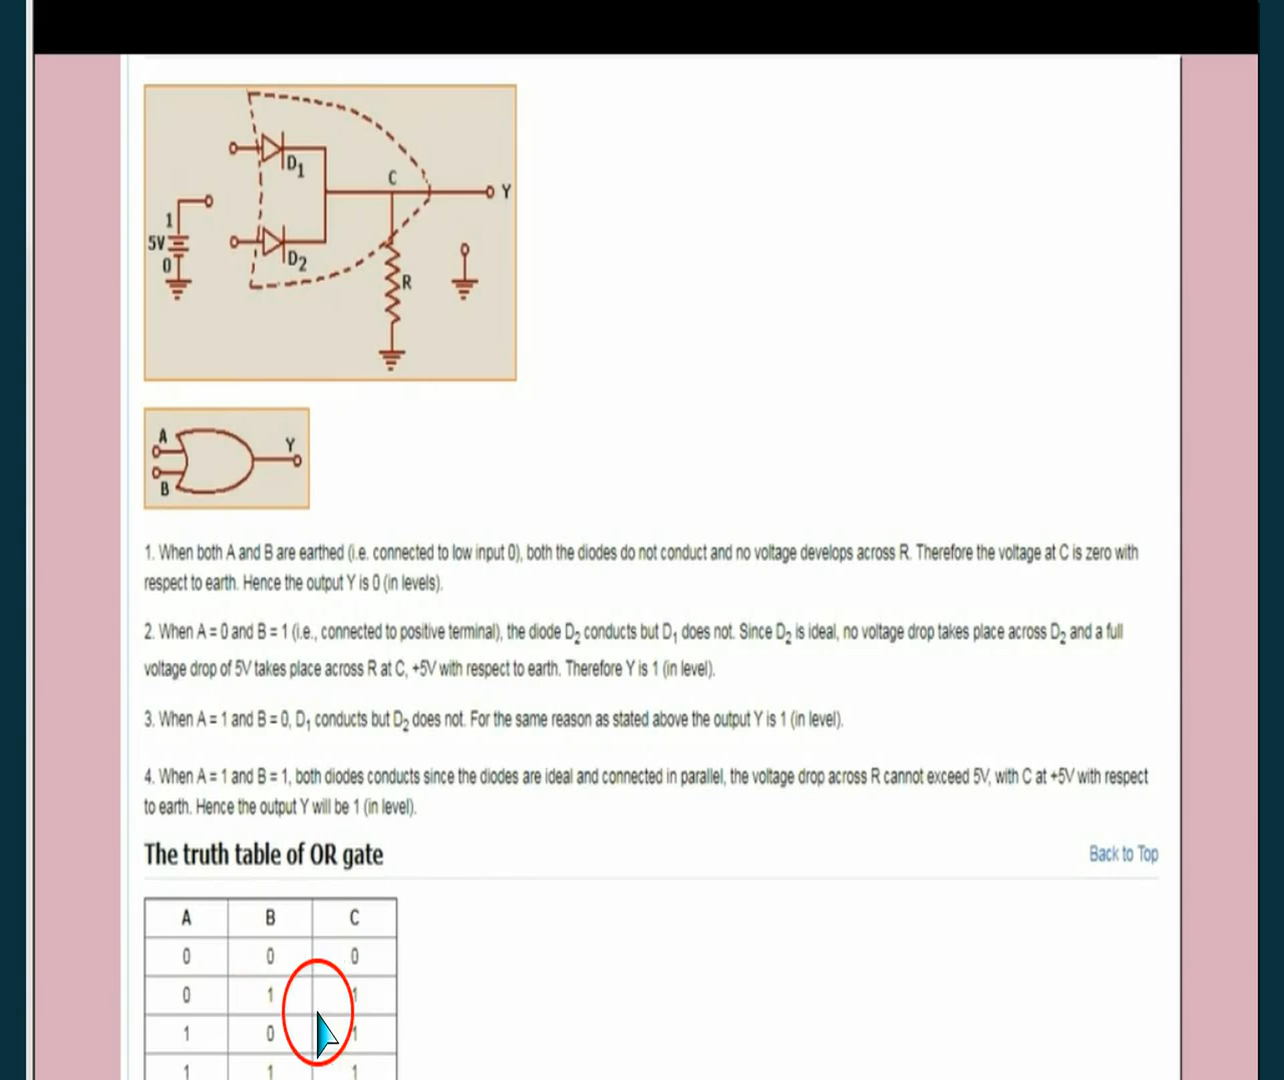 D1
C
Y
1
5V
0
D2
R
A
Y
B
1. When both A and B are earthed (i.e. connected to low input 0), both the diodes do not conduct and no voltage develops across R. Therefore the voltage at C is zero with
respect to earth. Hence the output Y is 0 (in levels).
2. When A = 0 and B = 1 (i.e., connected to positive terminal), the diode D2 conducts but D1 does not. Since D2 is ideal, no voltage drop takes place across D2 and a full
voltage drop of 5V takes place across R at C, +5V with respect to earth. Therefore Y is 1 (in level).
3. When A = 1 and B = 0, D1 conducts but D2 does not. For the same reason as stated above the output Y is 1 (in level).
4. When A = 1 and B = 1, both diodes conducts since the diodes are ideal and connected in parallel, the voltage drop across R cannot exceed 5V, with C at +5V with respect
to earth. Hence the output Y will be 1 (in level).
The truth table of OR gate
Back to Top
A B C
0 0 0
0 1 1
1 0 1
1 1 1